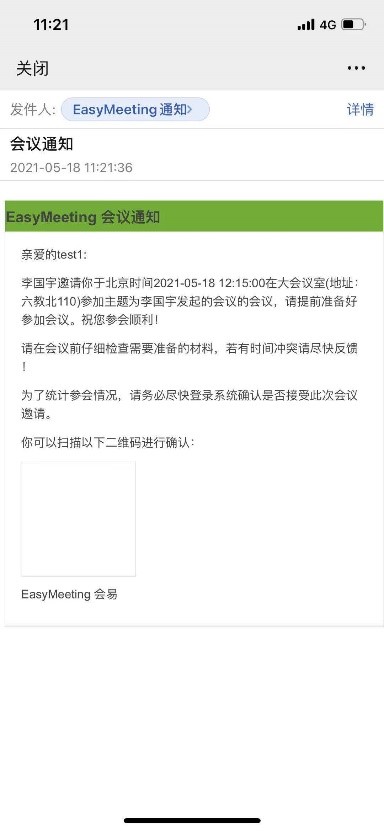 11:21
4G
关闭
发件人: EasyMeeting 通知> 详情
会议通知
2021-05-18 11:21:36
EasyMeeting 会议通知
亲爱的test1:
李国宇邀请你于北京时间2021-05-18 12:15:00在大会议室(地址:
六教北110)参加主题为李国宇发起的会议的会议，请提前准备好
参加会议。祝您参会顺利！
请在会议前仔细检查需要准备的材料，若有时间冲突请尽快反馈
！
为了统计参会情况，请务必尽快登录系统确认是否接受此次会议
邀请。
你可以扫描以下二维码进行确认:
EasyMeeting 会易